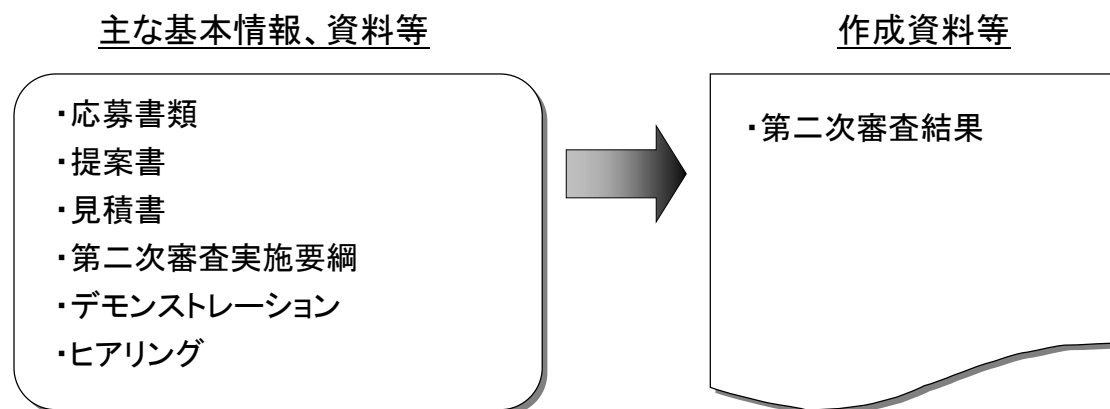 主な基本情報、資料等
・応募書類
・提案書
・見積書
・第二次審査実施要綱
・デモンストレーション
・ヒアリング
作成資料等
・第二次審査結果